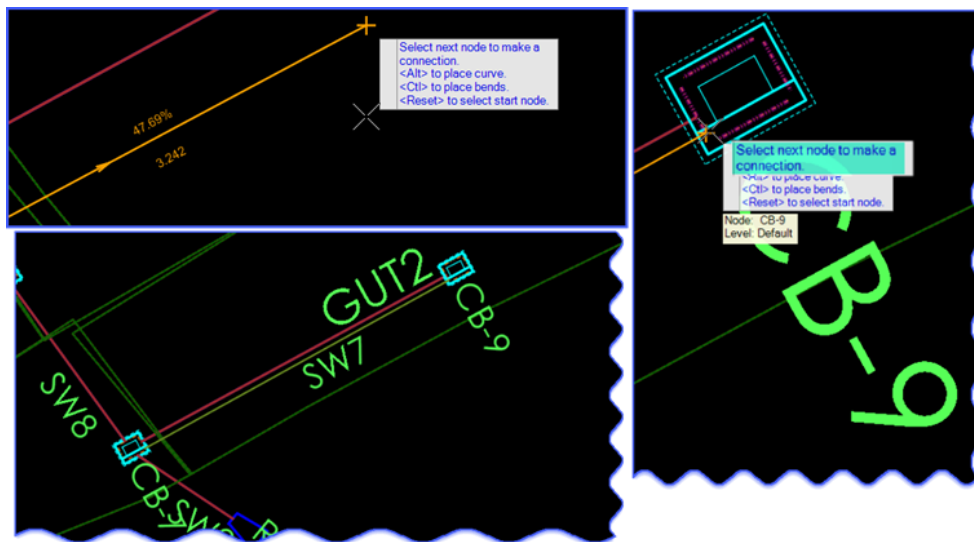 Select next node to make a
connection.
<Alt> to place curve.
<Ctl> to place bends.
<Reset> to select start node.
47.69%
3.242
Select next node to make a
connection.
<Alt> to place curve.
<Ctl> to place bends.
<Reset> to select start node.
Node: CB-9
Level: Default
CB-9
GUT2
CB-9
SW7
SW8
CB-7